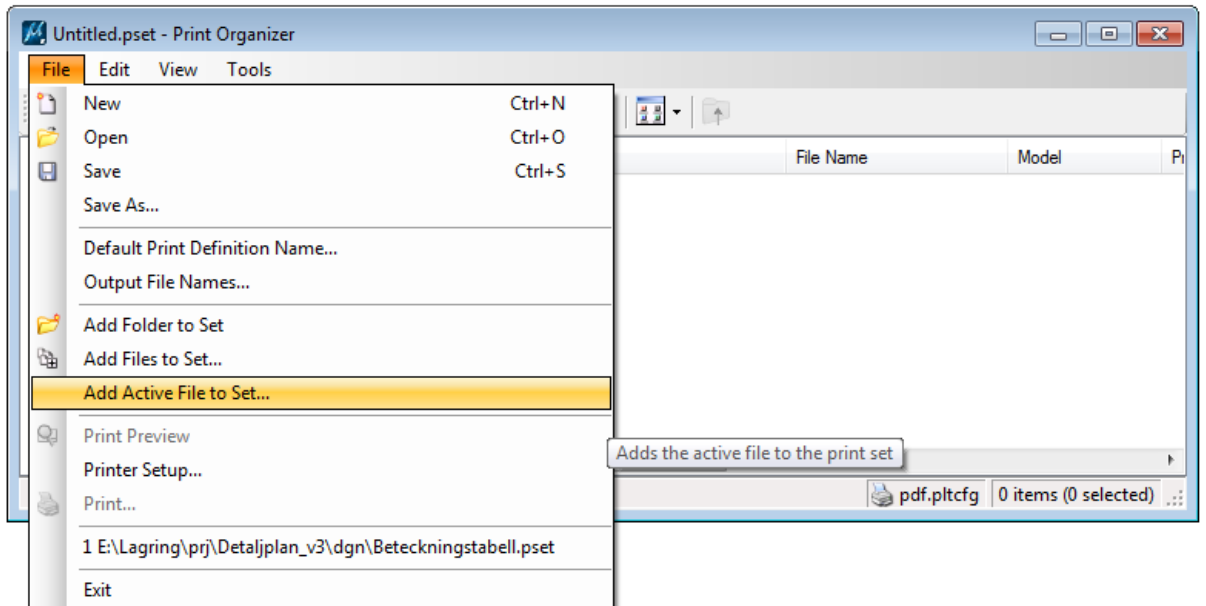 Untitled.pset - Print Organizer
File Edit View Tools
New Ctrl+N
Open Ctrl+O
File Name Model
Save Ctrl+S
Save As...
Default Print Definition Name...
Output File Names...
Add Folder to Set
Add Files to Set...
Add Active File to Set...
Print Preview
Adds the active file to the print set
Printer Setup...
Print...
pdf.pltcfg 0 items (0 selected)
1 E:\Lagring\prj\Detaljplan_v3\dgn\Beteckningstabell.pset
Exit